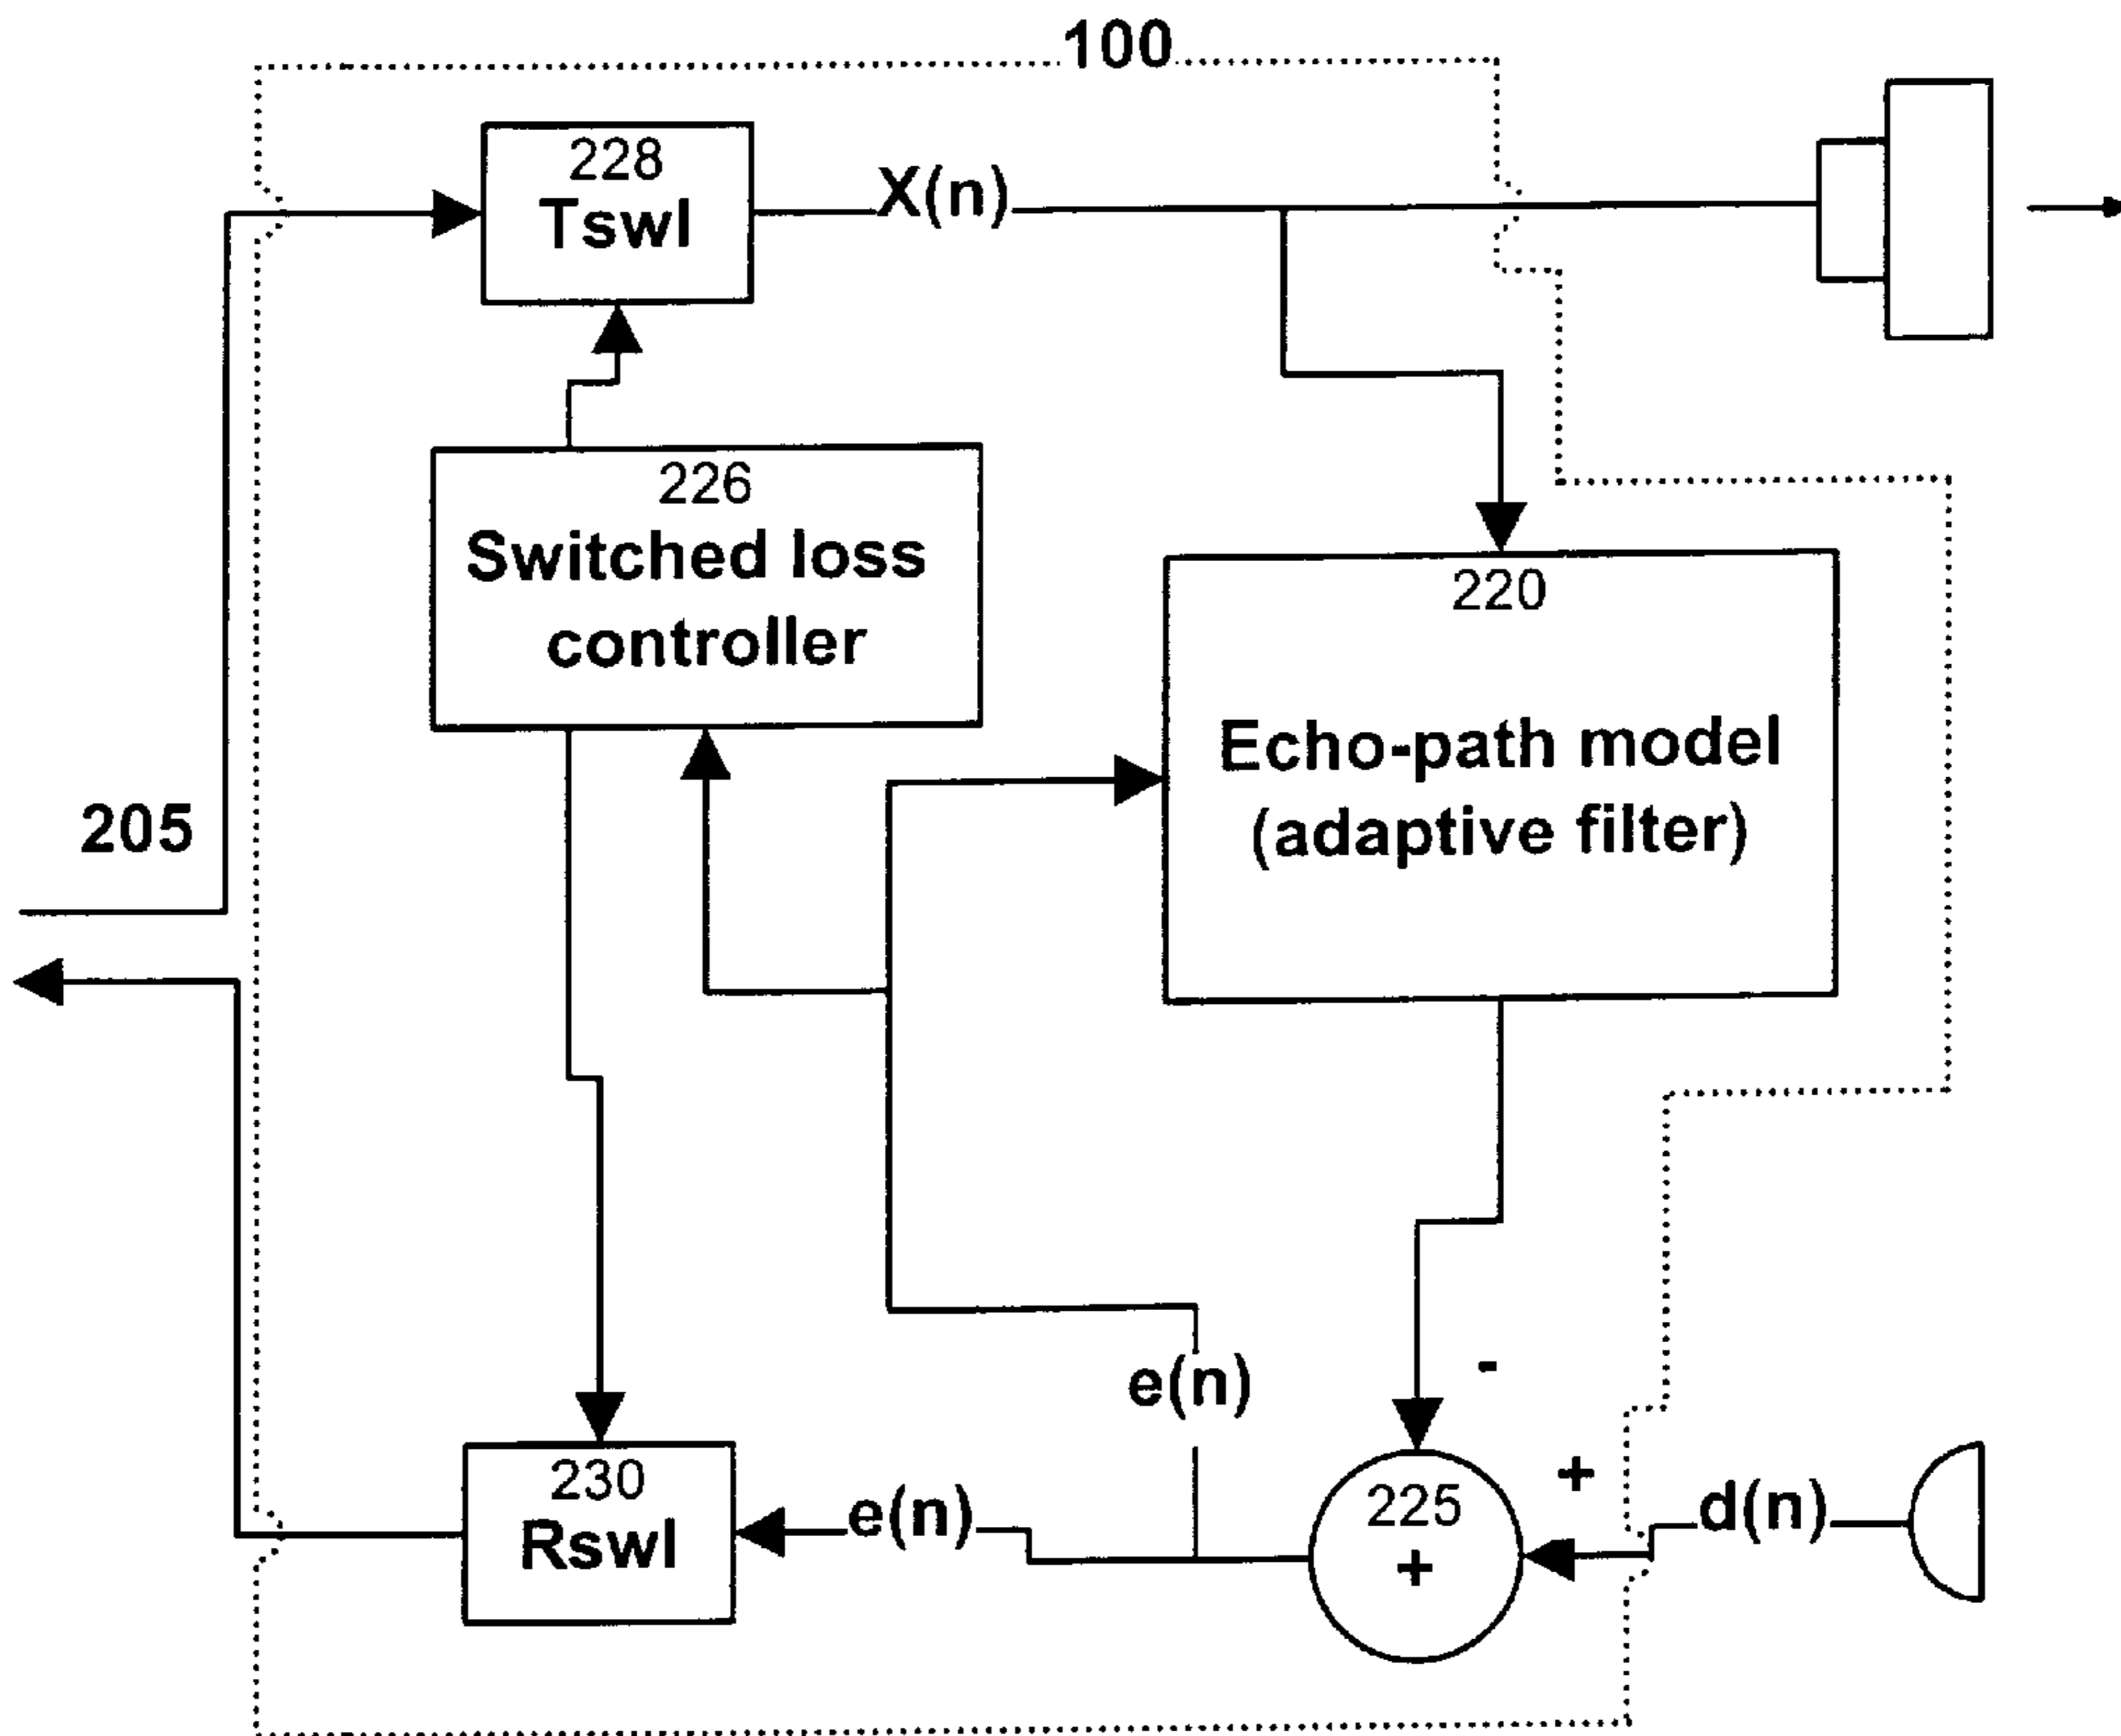 100
228
Tswl
X(n)
226
Switched loss
controller
220
Echo-path model
(adaptive filter)
205
e(n)
-
+
230
Rswl
e(n)
225
+
d(n)